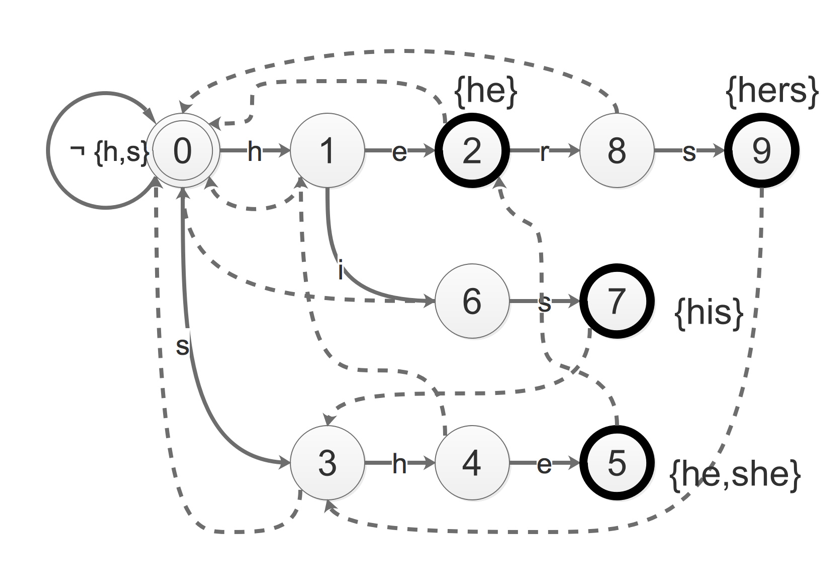 {he}
{hers}
¬ {h,s} 0 h 1 e 2 r 8 s 9
i
6 s 7 {his}
s
3 h 4 e 5 {he,she}